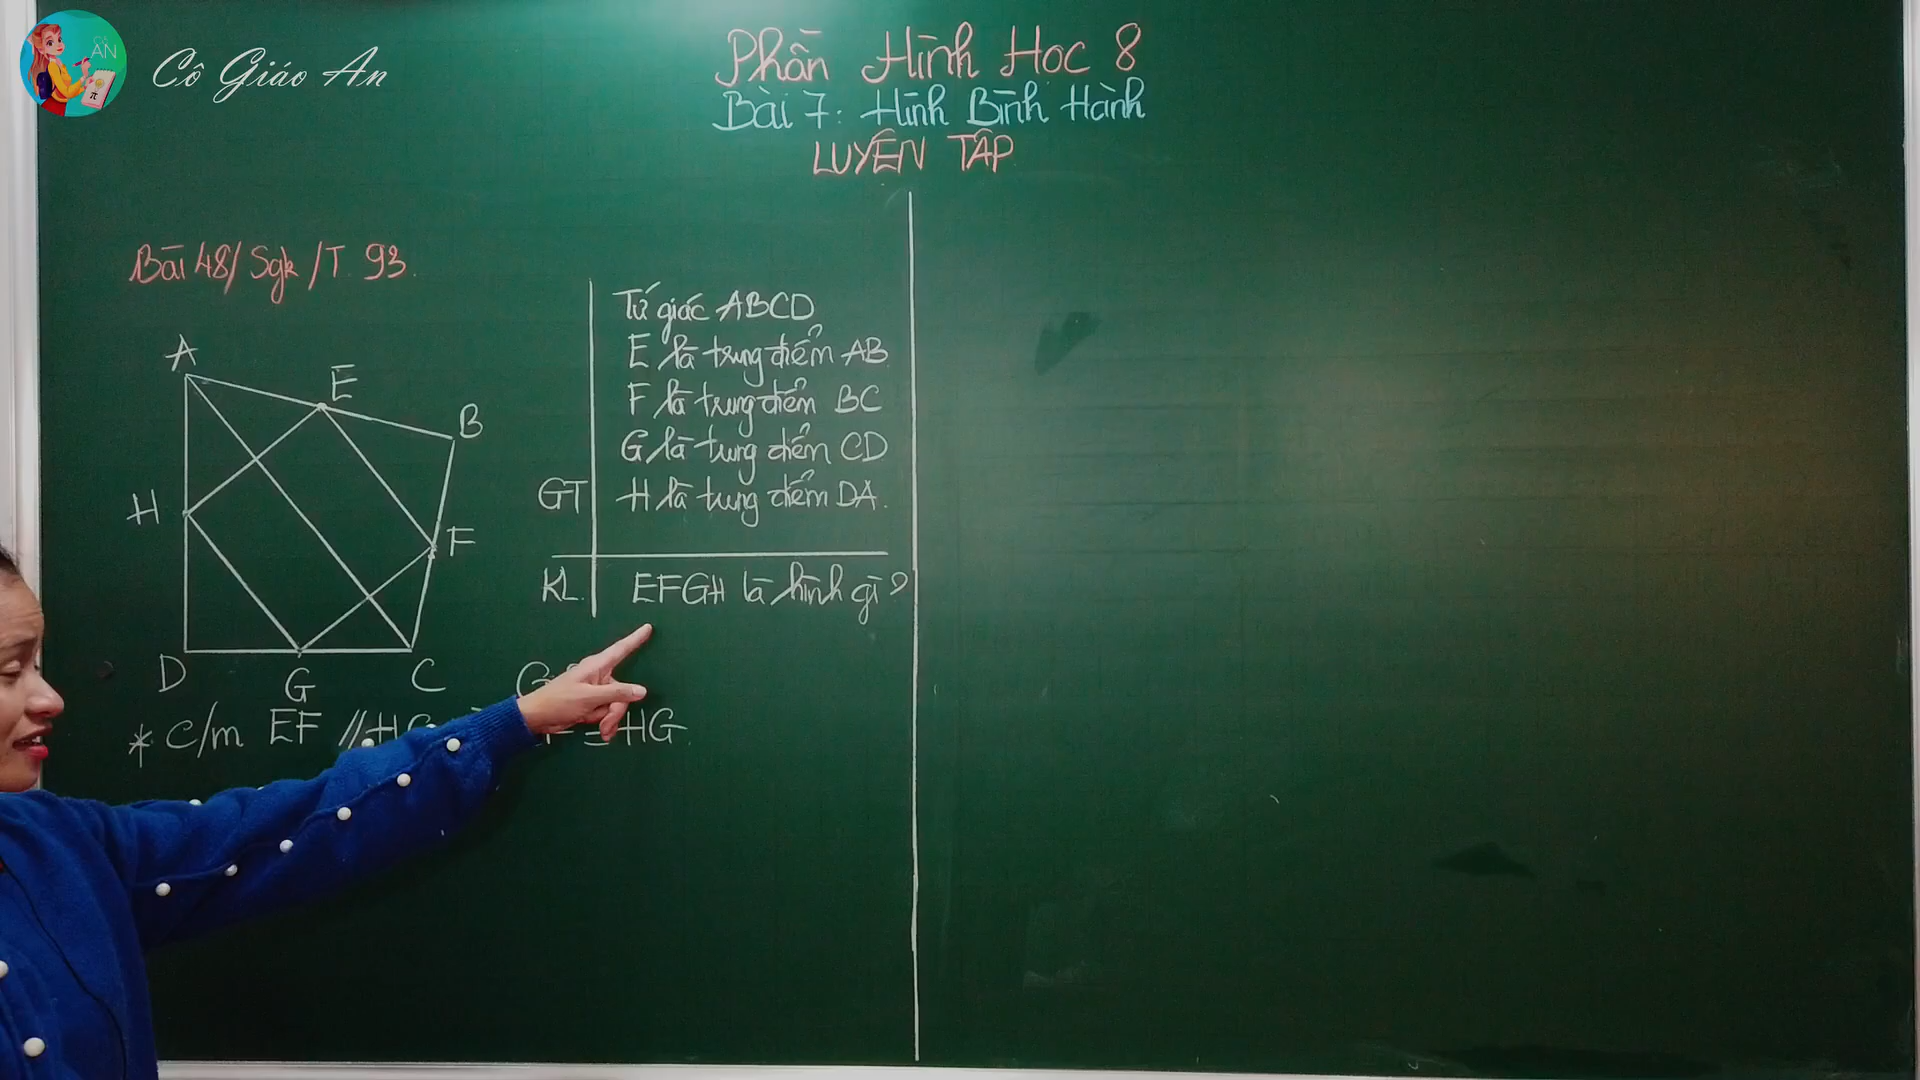 Cô Giáo An
AN
Phần Hình Học 8
Bài 7: Hình Bình Hành
LUYỆN TẬP
Bài 48/ Sgk /T 93.
A
E
B
H
F
D
G
C
Tứ giác ABCD
E là trung điểm AB
F là trung điểm BC
G là trung điểm CD
GT H là trung điểm DA.
KL EFGH là hình gì?
* C/m EF // HG = HG